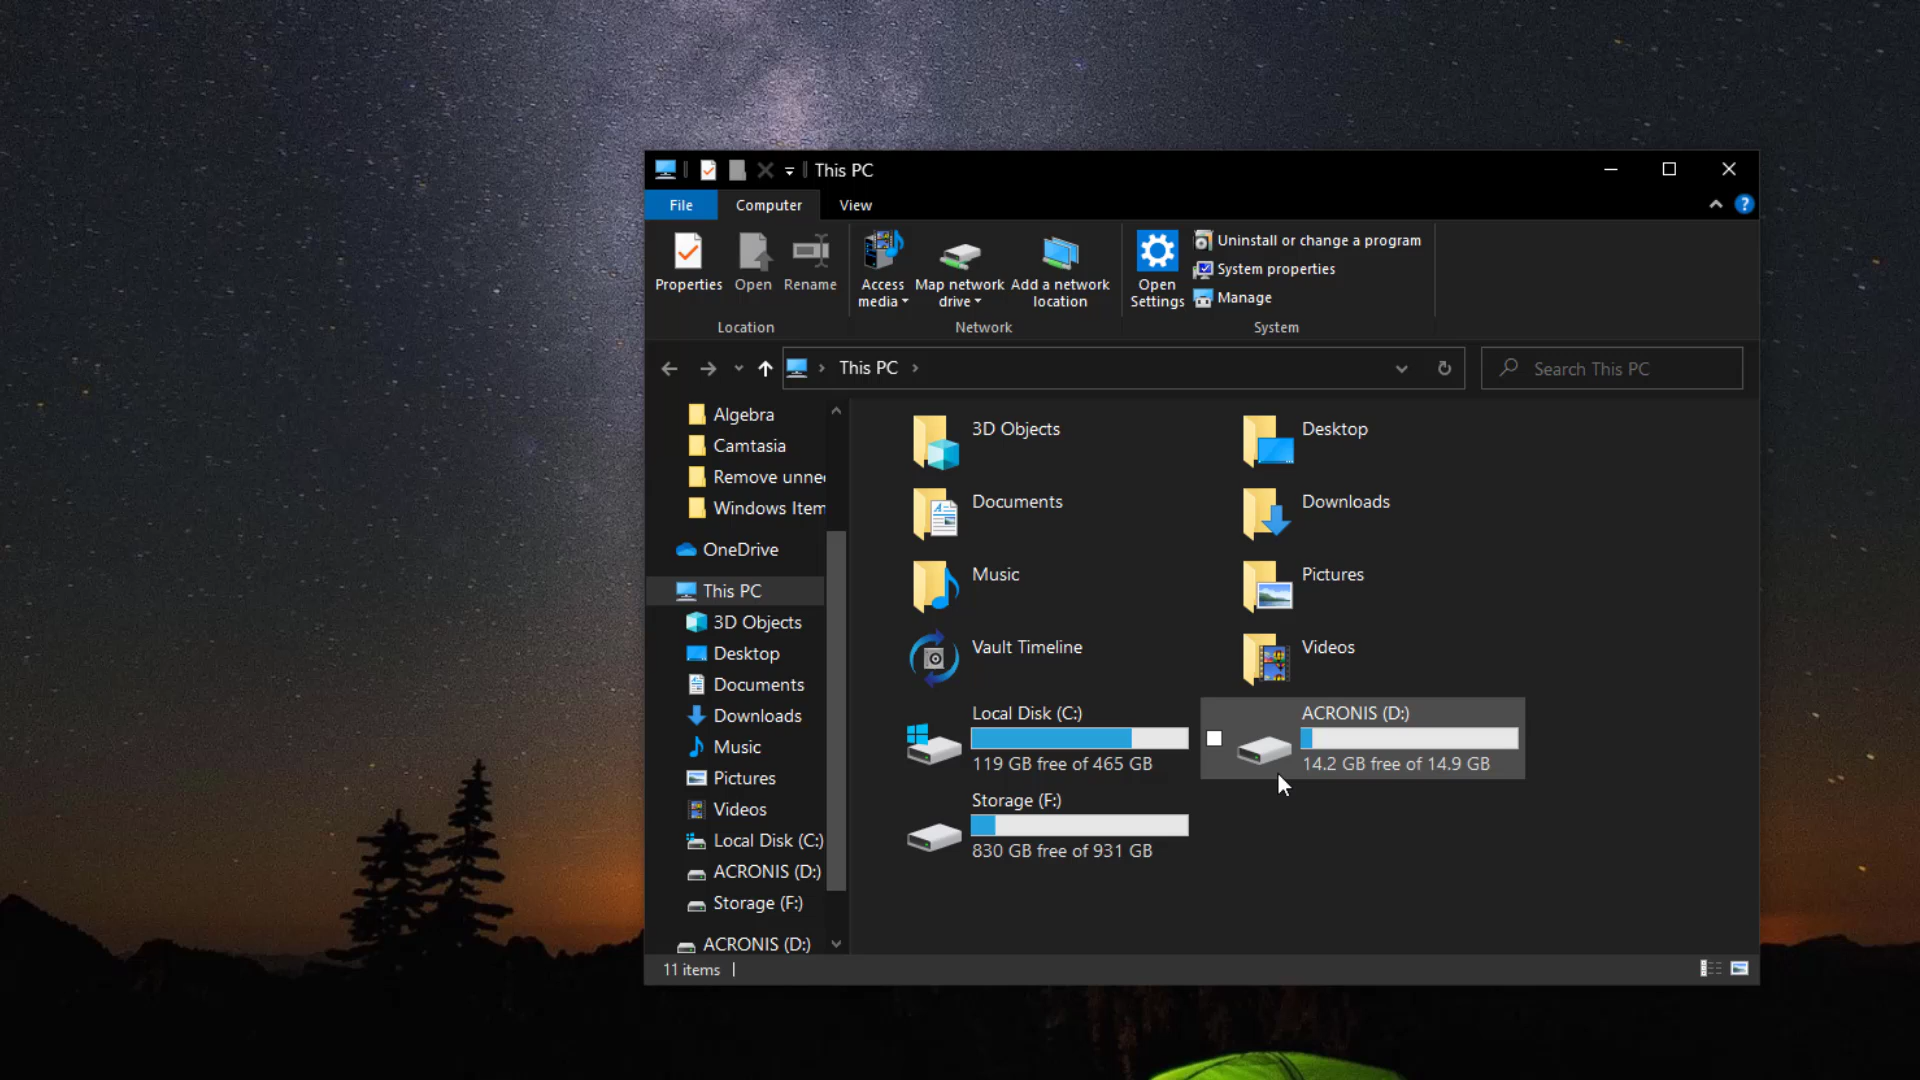 This PC
File Computer View
Properties Open Rename Access media Map network drive Add a network location Open Settings
Uninstall or change a program
System properties
Manage
Location Network System
This PC
Search This PC
Algebra
Camtasia
Remove unne
Windows Item
OneDrive
This PC
3D Objects
Desktop
Documents
Downloads
Music
Pictures
Videos
Local Disk (C:)
ACRONIS (D:)
Storage (F:)
ACRONIS (D:)
3D Objects
Desktop
Documents
Downloads
Music
Pictures
Vault Timeline
Videos
Local Disk (C:)
119 GB free of 465 GB
ACRONIS (D:)
14.2 GB free of 14.9 GB
Storage (F:)
830 GB free of 931 GB
11 items